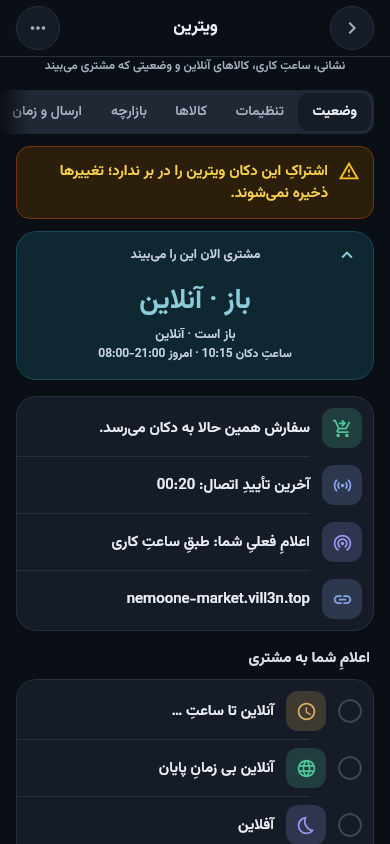 ویترین
نشانی، ساعتِ کاری، کالاهای آنلاین و وضعیتی که مشتری می‌بیند
وضعیت
تنظیمات
کالاها
بازارچه
ارسال و زمان
اشتراکِ این دکان ویترین را در بر ندارد؛ تغییرها
ذخیره نمی‌شوند.
مشتری الان این را می‌بیند
باز · آنلاین
باز است · آنلاین
ساعتِ دکان 10:15 · امروز 08:00–21:00
سفارش همین حالا به دکان می‌رسد.
آخرین تأییدِ اتصال: 00:20
اعلامِ فعلیِ شما: طبقِ ساعتِ کاری
nemoone-market.vill3n.top
اعلامِ شما به مشتری
آنلاین تا ساعتِ …
آنلاین بی زمانِ پایان
آفلاین